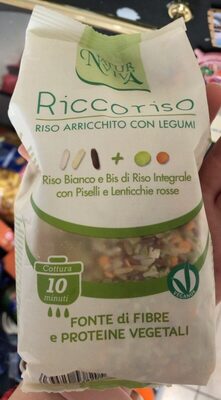 NATUR
VIVA
Riccoriso
RISO ARRICCHITO CON LEGUMI
+
Riso Bianco e Bis di Riso Integrale
con Piselli e Lenticchie rosse
Cottura
10
minuti
VEGANO
FONTE di FIBRE
e PROTEINE VEGETALI